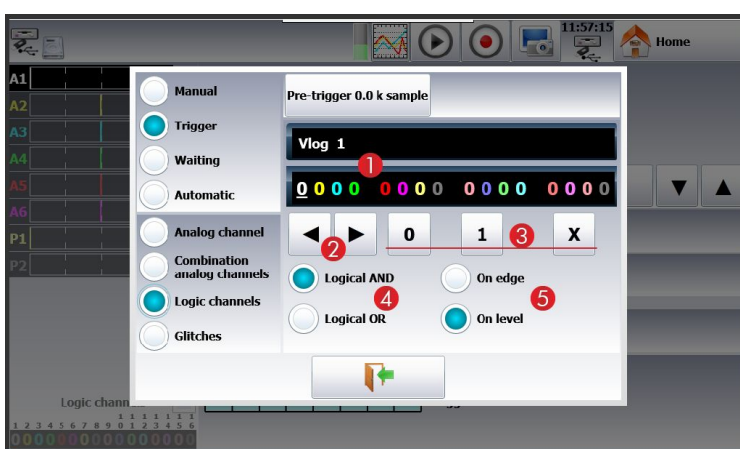 11:57:15
Home
A1
A2
A3
A4
A5
A6
P1
P2
Manual
Trigger
Waiting
Automatic
Analog channel
Combination
analog channels
Logic channels
Glitches
Pre-trigger 0.0 k sample
Vlog 1
1
0000 0000 0000 0000
0 1 X
2 3
Logical AND On edge
4 5
Logical OR On level
Logic chann
1 1 1 1 1 1 1
1 2 3 4 5 6 7 8 9 0 1 2 3 4 5 6
0000000000000000